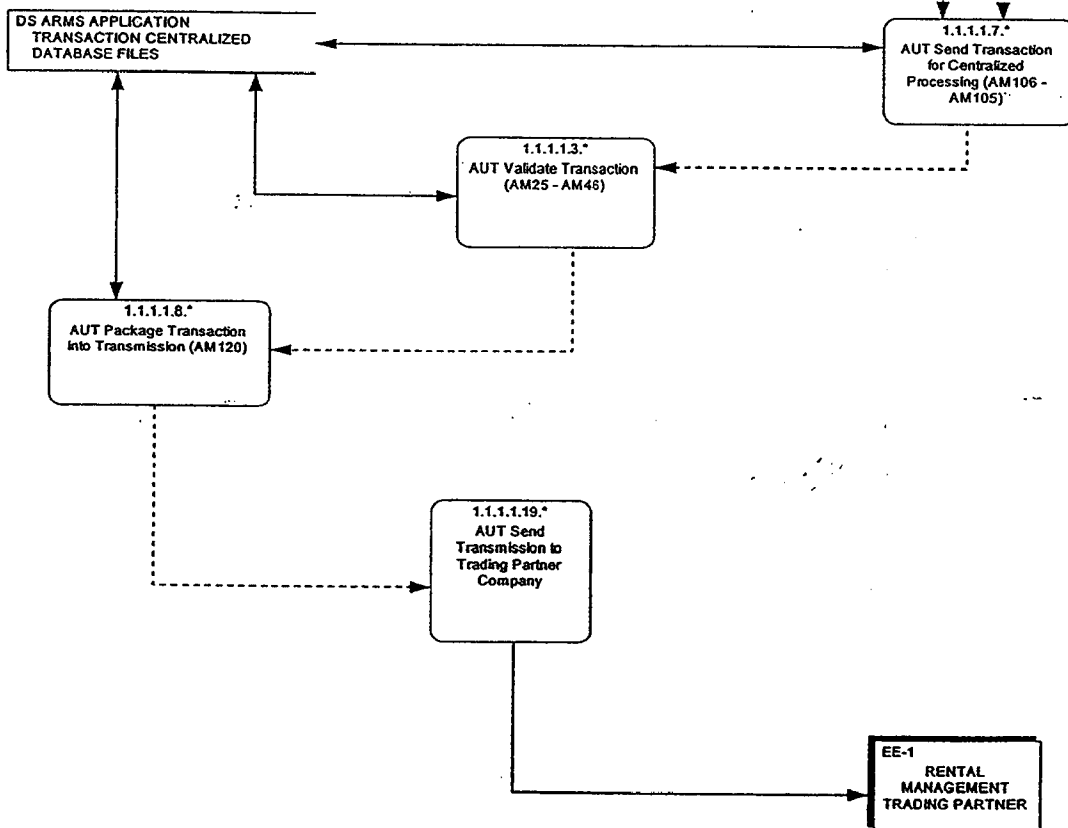 DS ARMS APPLICATION
TRANSACTION CENTRALIZED
DATABASE FILES
1.1.1.1.7.*
AUT Send Transaction
for Centralized
Processing (AM106 -
AM105)
1.1.1.1.3.*
AUT Validate Transaction
(AM25 - AM46)
1.1.1.1.8.*
AUT Package Transaction
into Transmission (AM120)
1.1.1.1.19.*
AUT Send
Transmission to
Trading Partner
Company
EE-1
RENTAL
MANAGEMENT
TRADING PARTNER